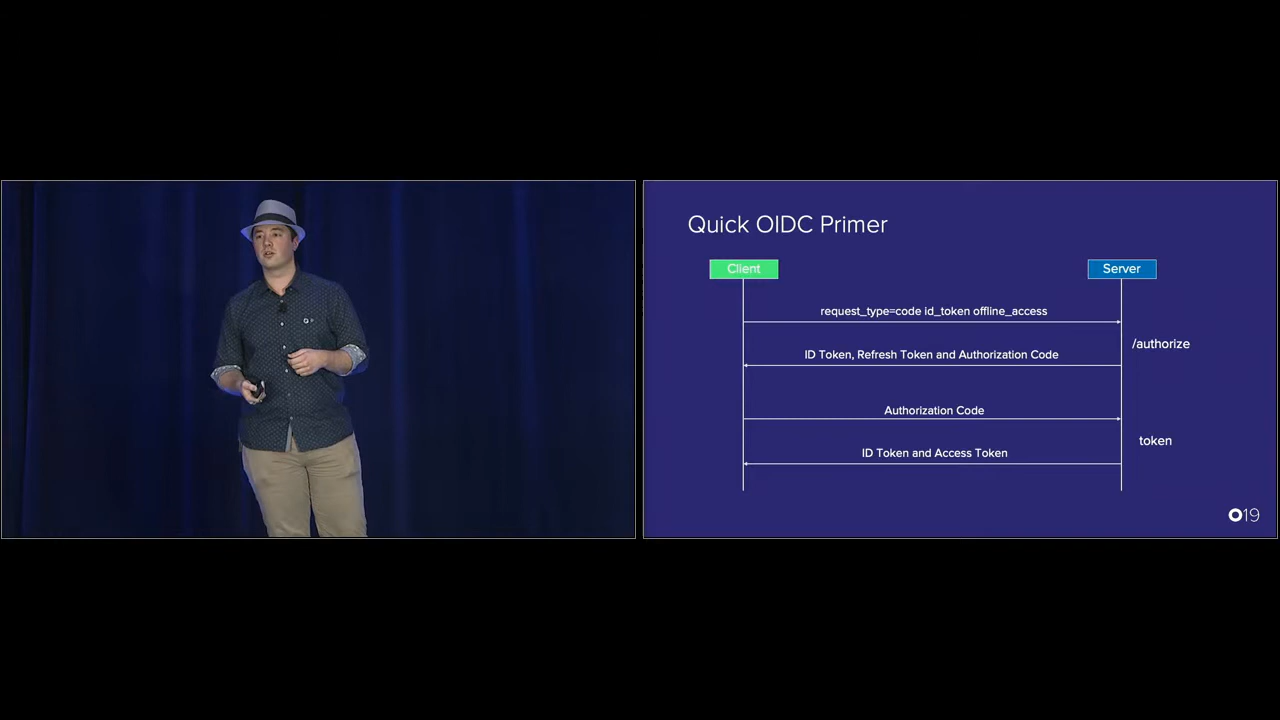 Quick OIDC Primer
Client
Server
request_type=code id_token offline_access
/authorize
ID Token, Refresh Token and Authorization Code
Authorization Code
token
ID Token and Access Token
O19